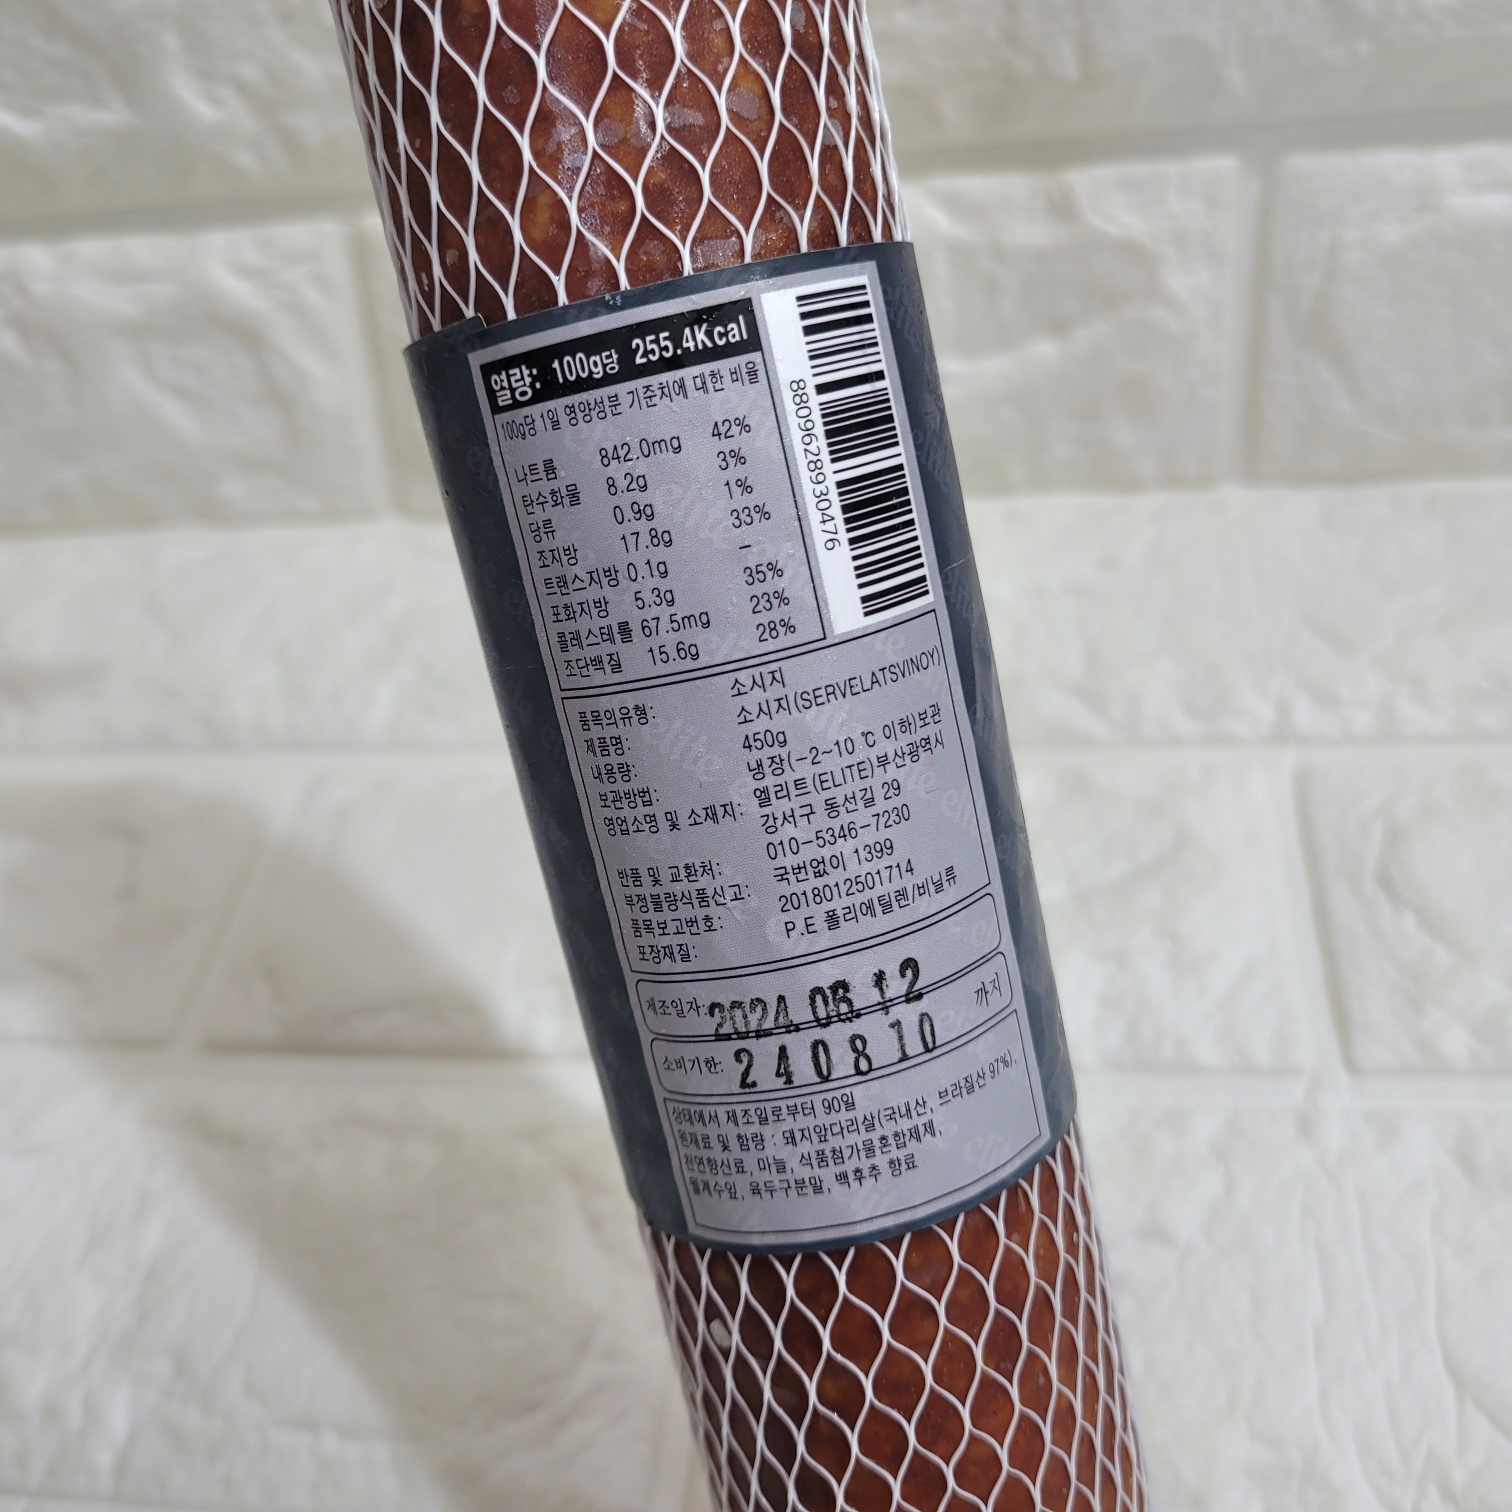 열량: 100g당 255.4Kcal
100g당 1일 영양성분 기준치에 대한 비율
나트륨 842.0mg 42%
탄수화물 8.2g 3%
당류 0.9g 1%
조지방 17.8g 33%
트랜스지방 0.1g –
포화지방 5.3g 35%
콜레스테롤 67.5mg 23%
조단백질 15.6g 28%
8809628930476
품목의유형: 소시지
제품명: 소시지(SERVELATSVINOY)
내용량: 450g
보관방법: 냉장(-2~10℃ 이하)보관
영업소명 및 소재지: 엘리트(ELITE)부산광역시
강서구 동선길 29
반품 및 교환처: 010-5346-7230
부정불량식품신고: 국번없이 1399
품목보고번호: 2018012501714
포장재질: P.E 폴리에틸렌/비닐류
제조일자: 2024.06.12
소비기한: 240810 까지
상태에서 제조일로부터 90일
원재료 및 함량 : 돼지앞다리살(국내산, 브라질산 97%),
천연향신료, 마늘, 식품첨가물혼합제제,
월계수잎, 육두구분말, 백후추 향료